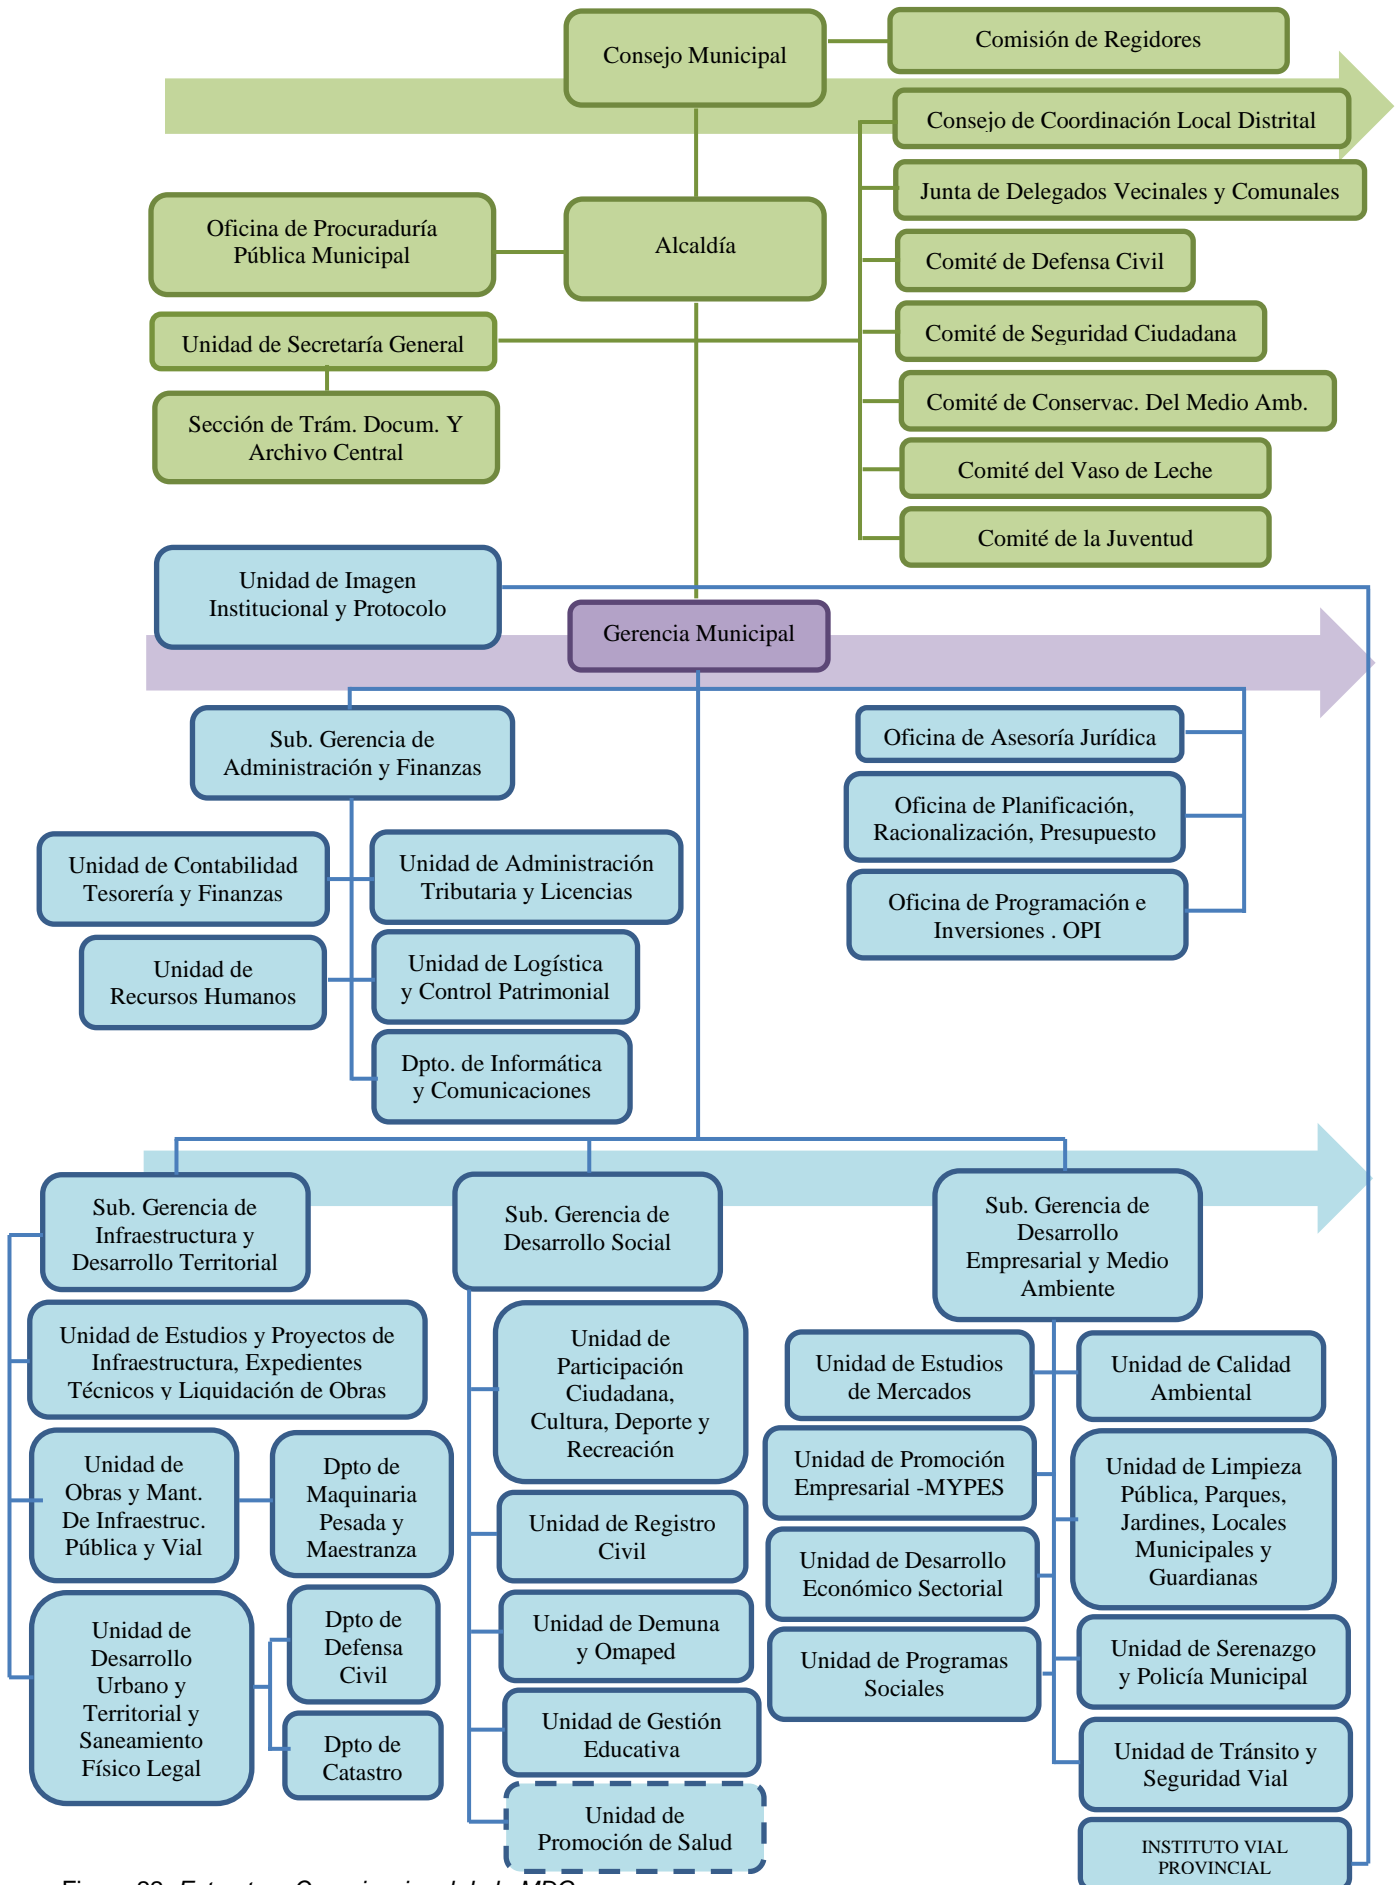 Consejo Municipal
Comisión de Regidores
Consejo de Coordinación Local Distrital
Junta de Delegados Vecinales y Comunales
Oficina de Procuraduría
Pública Municipal
Alcaldía
Comité de Defensa Civil
Unidad de Secretaría General
Comité de Seguridad Ciudadana
Sección de Trám. Docum. Y
Archivo Central
Comité de Conservac. Del Medio Amb.
Comité del Vaso de Leche
Comité de la Juventud
Unidad de Imagen
Institucional y Protocolo
Gerencia Municipal
Sub. Gerencia de
Administración y Finanzas
Oficina de Asesoría Jurídica
Oficina de Planificación,
Racionalización, Presupuesto
Unidad de Contabilidad
Tesorería y Finanzas
Unidad de Administración
Tributaria y Licencias
Oficina de Programación e
Inversiones . OPI
Unidad de
Recursos Humanos
Unidad de Logística
y Control Patrimonial
Dpto. de Informática
y Comunicaciones
Sub. Gerencia de
Infraestructura y
Desarrollo Territorial
Sub. Gerencia de
Desarrollo Social
Sub. Gerencia de
Desarrollo
Empresarial y Medio
Ambiente
Unidad de Estudios y Proyectos de
Infraestructura, Expedientes
Técnicos y Liquidación de Obras
Unidad de
Participación
Ciudadana,
Cultura, Deporte y
Recreación
Unidad de Estudios
de Mercados
Unidad de Calidad
Ambiental
Unidad de
Obras y Mant.
De Infraestruc.
Pública y Vial
Dpto de
Maquinaria
Pesada y
Maestranza
Unidad de Promoción
Empresarial -MYPES
Unidad de Limpieza
Pública, Parques,
Jardines, Locales
Municipales y
Guardianas
Unidad de Registro
Civil
Unidad de Desarrollo
Económico Sectorial
Unidad de
Desarrollo
Urbano y
Territorial y
Saneamiento
Físico Legal
Dpto de
Defensa
Civil
Unidad de Demuna
y Omaped
Unidad de Programas
Sociales
Unidad de Serenazgo
y Policía Municipal
Dpto de
Catastro
Unidad de Gestión
Educativa
Unidad de Tránsito y
Seguridad Vial
Unidad de
Promoción de Salud
INSTITUTO VIAL
PROVINCIAL